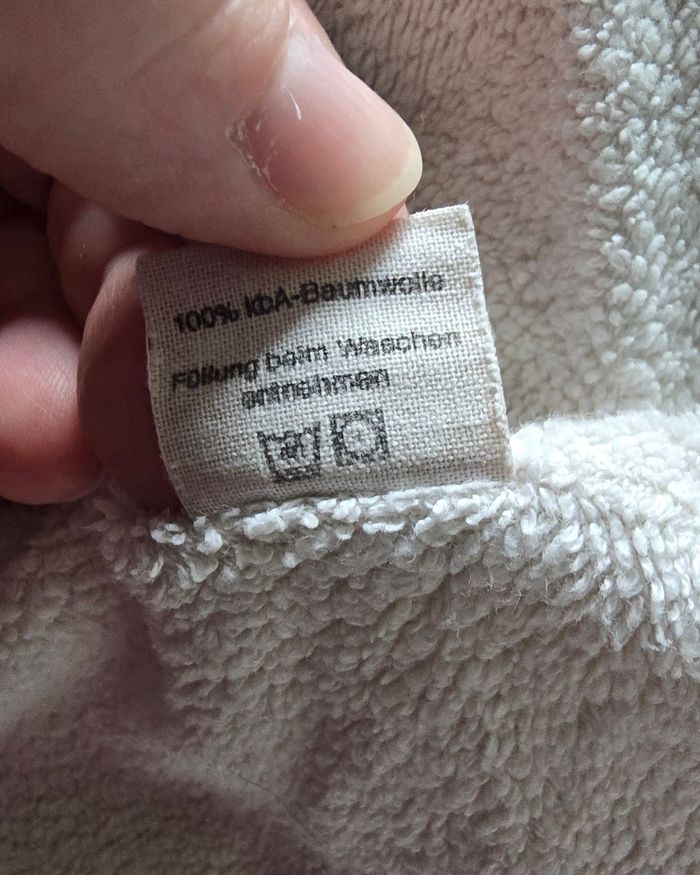 100% kbA-Baumwolle
Füllung beim Waschen
entnehmen